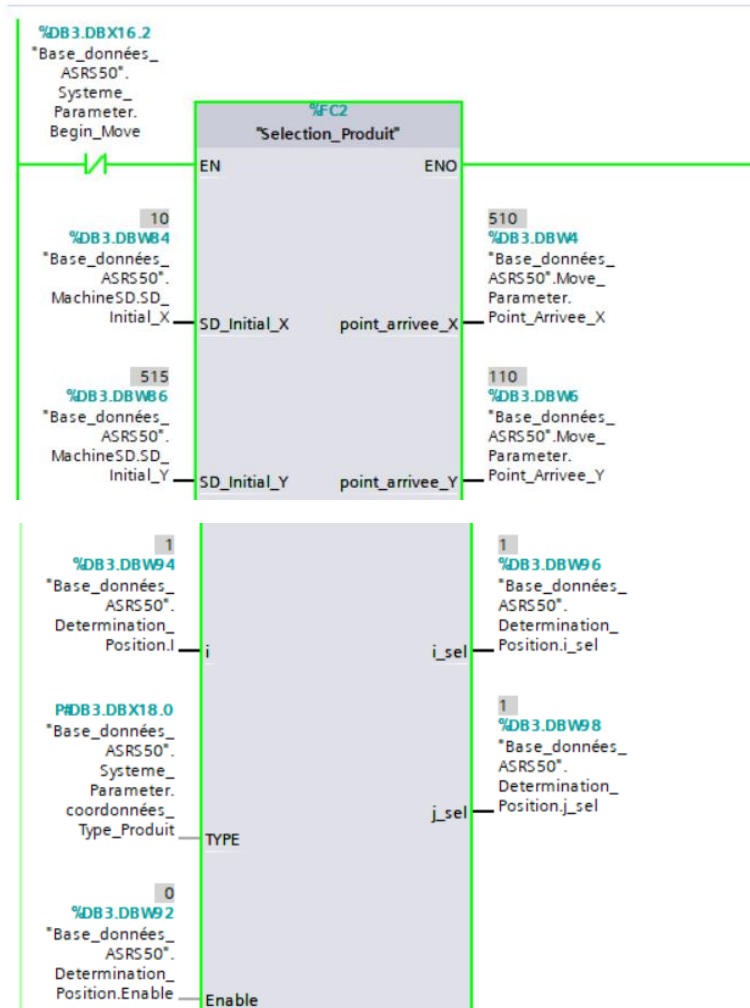 %DB3.DBX16.2
"Base_données_
ASRS50".
Systeme_
Parameter.
Begin_Move
%FC2
"Selection_Produit"
EN
ENO
10
%DB3.DBW84
"Base_données_
ASRS50".
MachineSD.SD_
Initial_X
SD_Initial_X
point_arrivee_X
510
%DB3.DBW4
"Base_données_
ASRS50".Move_
Parameter.
Point_Arrivee_X
515
%DB3.DBW86
"Base_données_
ASRS50".
MachineSD.SD_
Initial_Y
SD_Initial_Y
point_arrivee_Y
110
%DB3.DBW6
"Base_données_
ASRS50".Move_
Parameter.
Point_Arrivee_Y
1
%DB3.DBW94
"Base_données_
ASRS50".
Determination_
Position.I
i
i_sel
1
%DB3.DBW96
"Base_données_
ASRS50".
Determination_
Position.i_sel
P#DB3.DBX18.0
"Base_données_
ASRS50".
Systeme_
Parameter.
coordonnées_
Type_Produit
TYPE
j_sel
1
%DB3.DBW98
"Base_données_
ASRS50".
Determination_
Position.j_sel
0
%DB3.DBW92
"Base_données_
ASRS50".
Determination_
Position.Enable
Enable